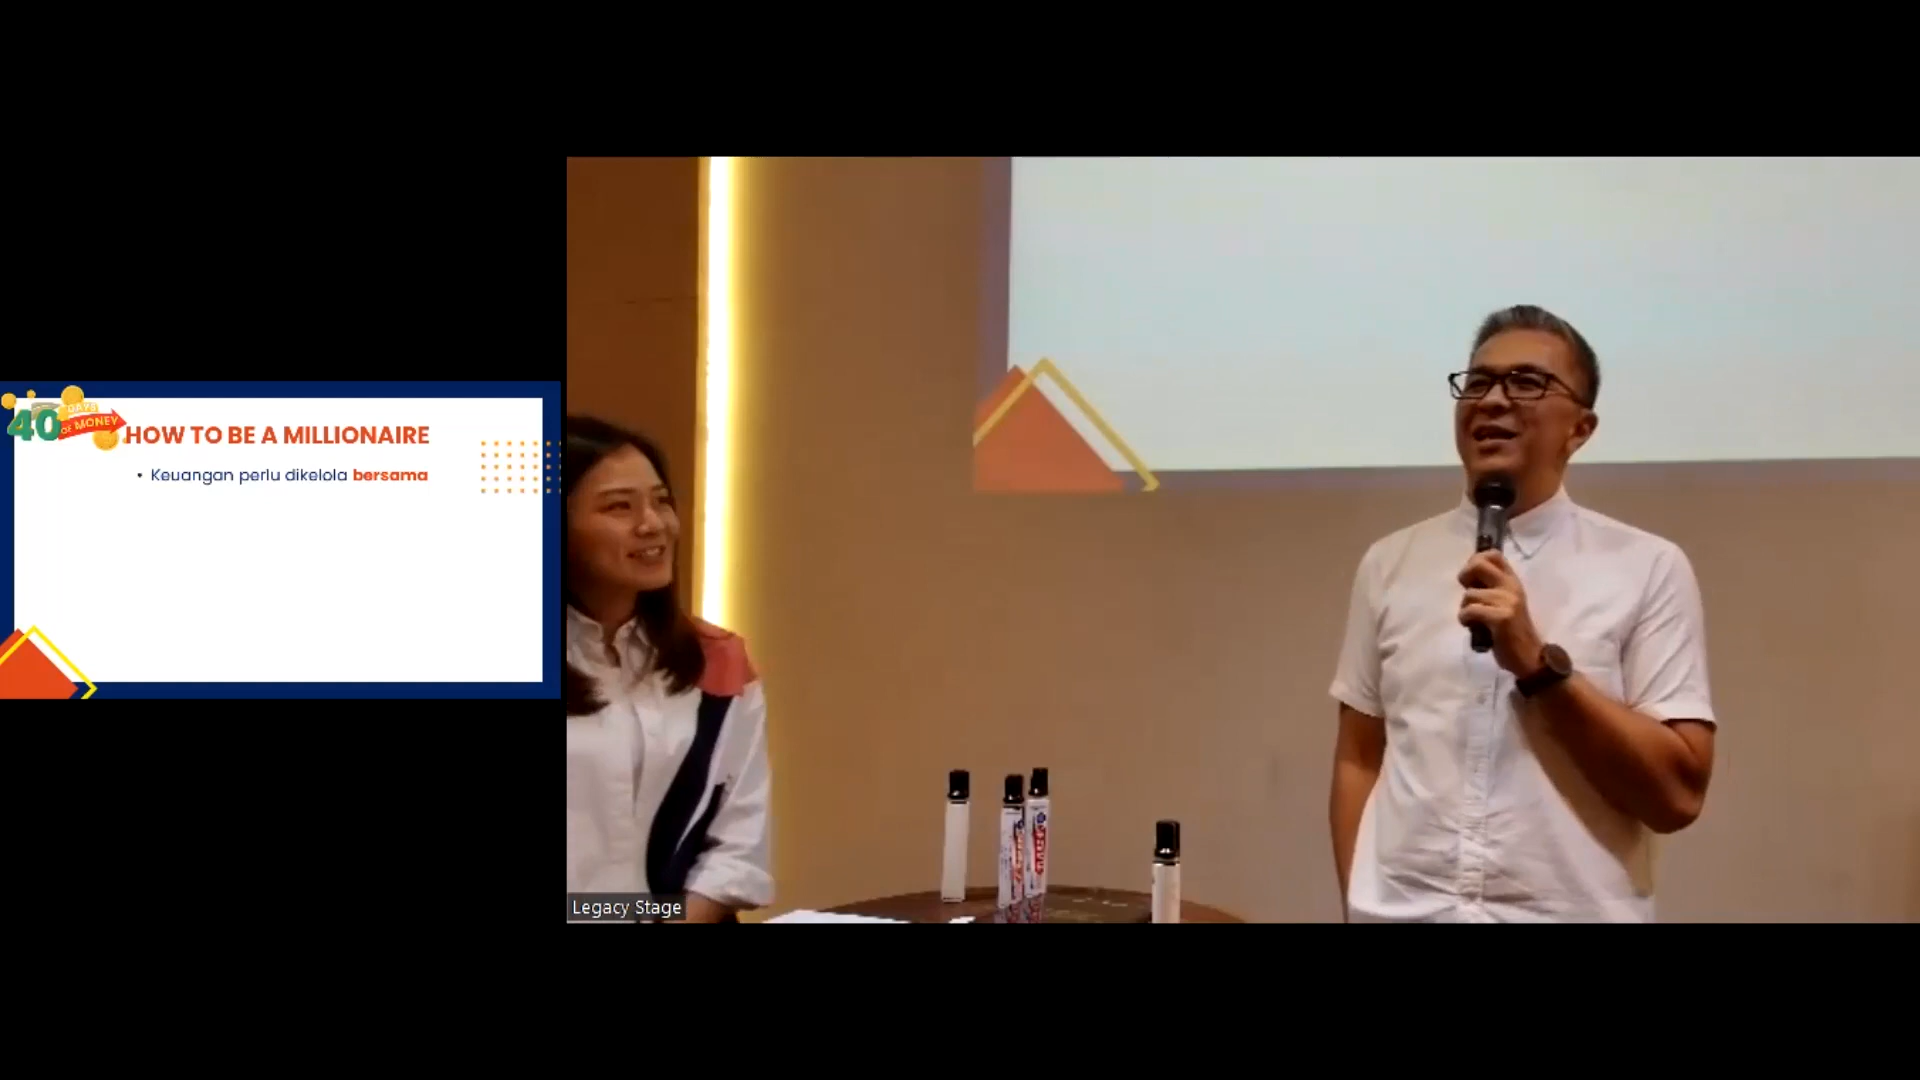 40 DAYS
OF MONEY
HOW TO BE A MILLIONAIRE
• Keuangan perlu dikelola bersama
Legacy Stage